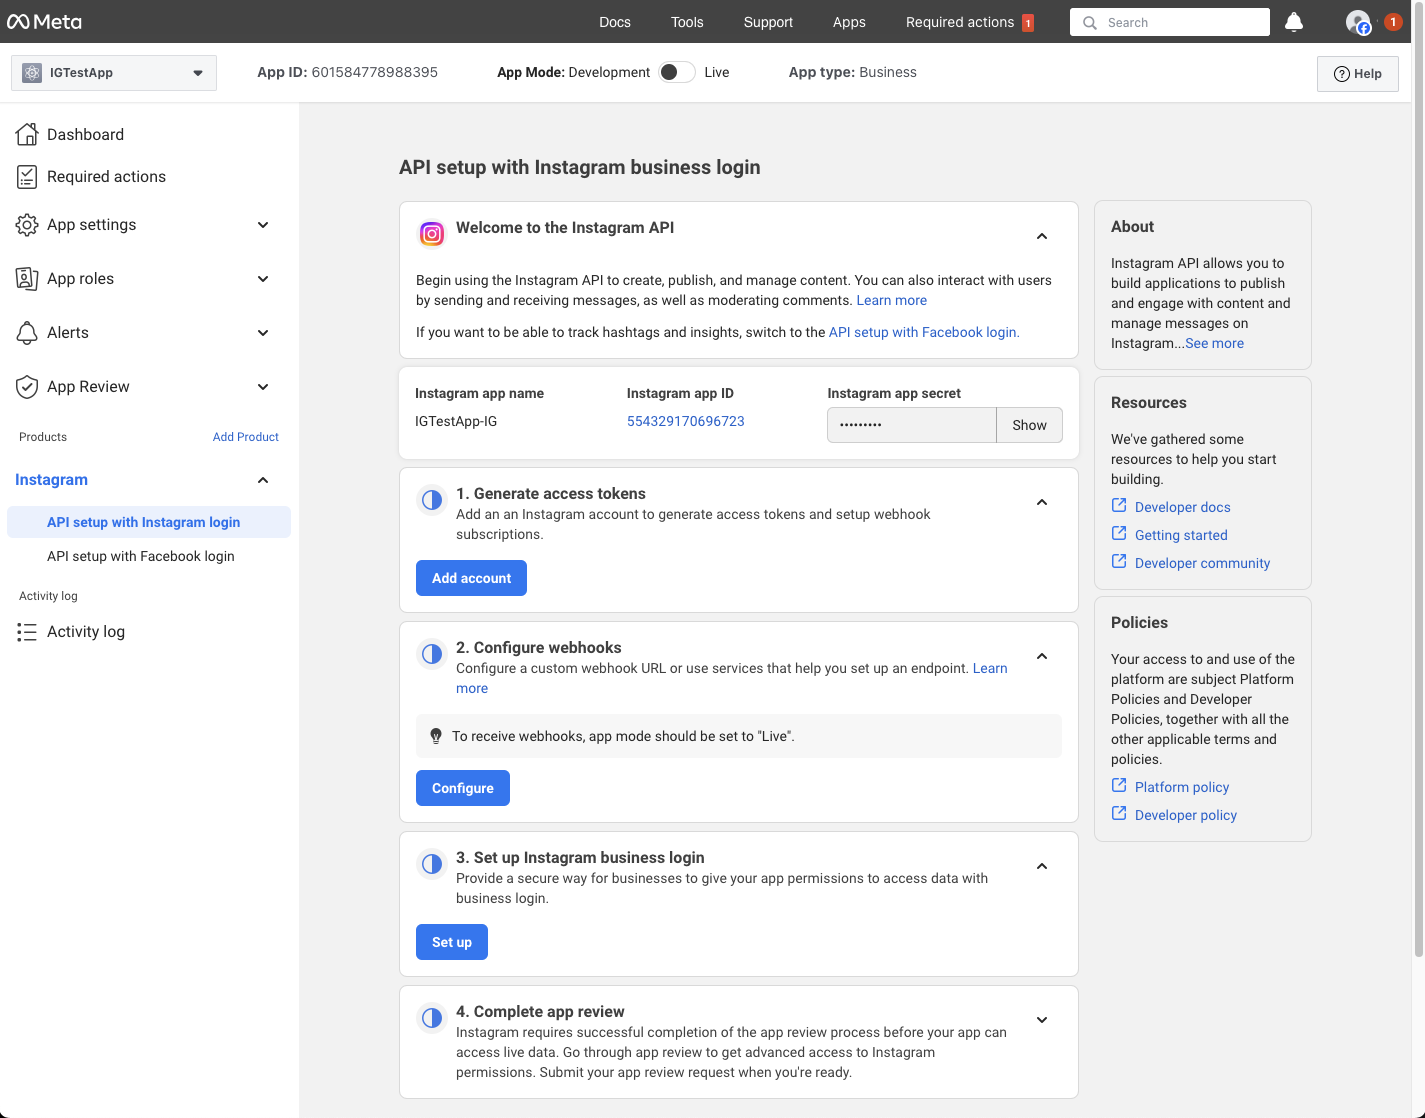 Meta
Docs
Tools
Support
Apps
Required actions 1
Search
1
IGTestApp
App ID: 601584778988395
App Mode: Development
Live
App type: Business
Help
Dashboard
Required actions
App settings
App roles
Alerts
App Review
Products
Add Product
Instagram
API setup with Instagram login
API setup with Facebook login
Activity log
Activity log
API setup with Instagram business login
Welcome to the Instagram API
Begin using the Instagram API to create, publish, and manage content. You can also interact with users
by sending and receiving messages, as well as moderating comments. Learn more
If you want to be able to track hashtags and insights, switch to the API setup with Facebook login.
Instagram app name
IGTestApp-IG
Instagram app ID
554329170696723
Instagram app secret
•••••••••
Show
1. Generate access tokens
Add an an Instagram account to generate access tokens and setup webhook
subscriptions.
Add account
2. Configure webhooks
Configure a custom webhook URL or use services that help you set up an endpoint. Learn
more
To receive webhooks, app mode should be set to "Live".
Configure
3. Set up Instagram business login
Provide a secure way for businesses to give your app permissions to access data with
business login.
Set up
4. Complete app review
Instagram requires successful completion of the app review process before your app can
access live data. Go through app review to get advanced access to Instagram
permissions. Submit your app review request when you're ready.
About
Instagram API allows you to
build applications to publish
and engage with content and
manage messages on
Instagram...See more
Resources
We've gathered some
resources to help you start
building.
Developer docs
Getting started
Developer community
Policies
Your access to and use of the
platform are subject Platform
Policies and Developer
Policies, together with all the
other applicable terms and
policies.
Platform policy
Developer policy